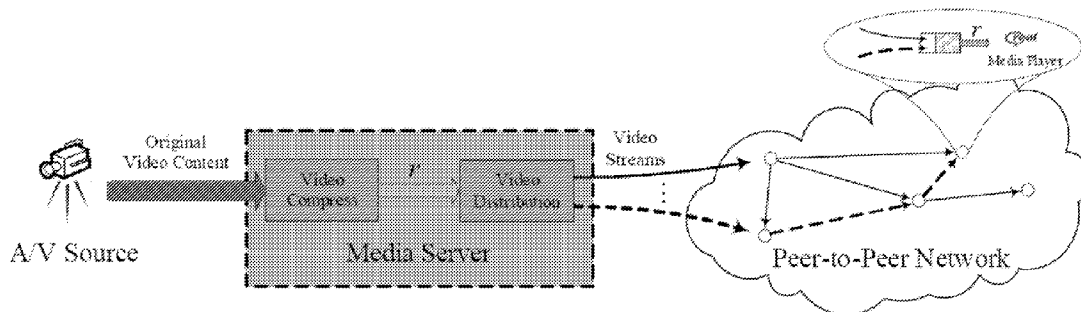 r
Media Player
Original
Video Content
Video
Streams
Video
Compress
r
Video
Distribution
A/V Source
Media Server
Peer-to-Peer Network